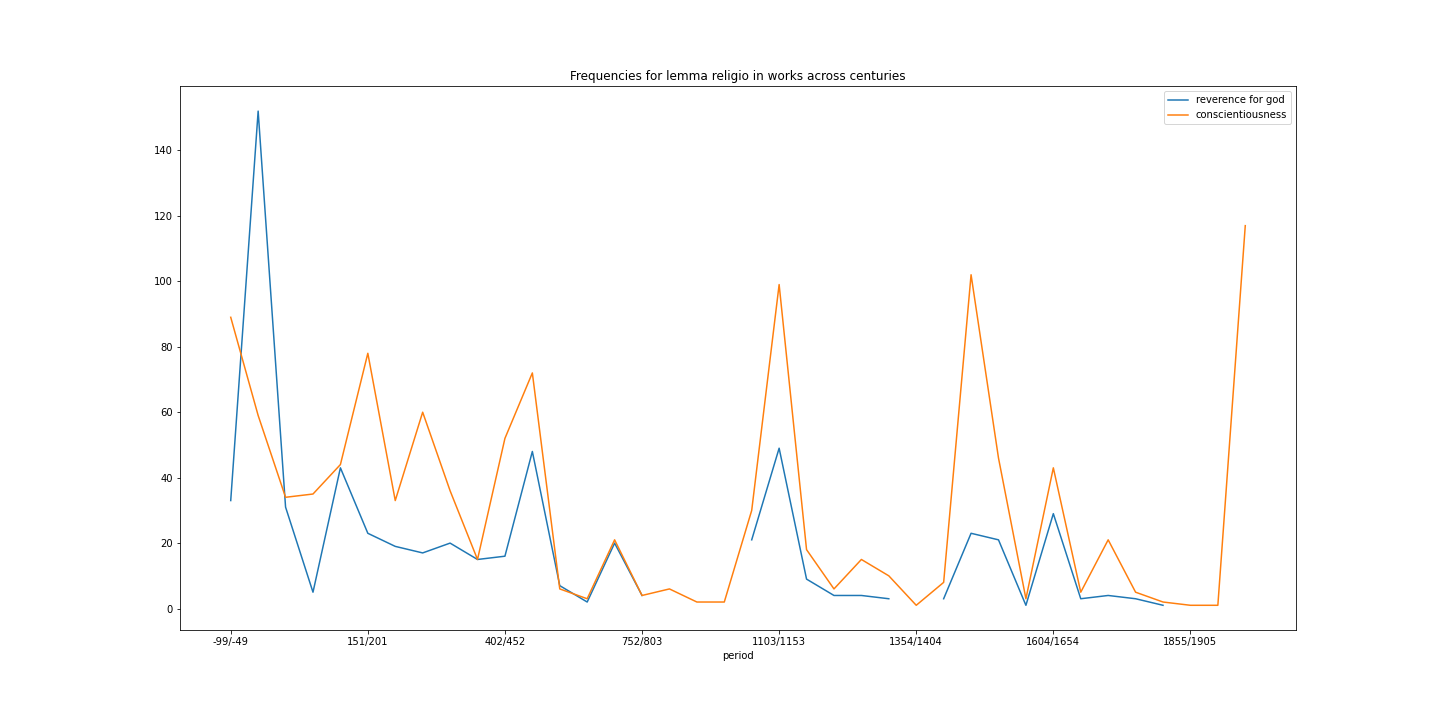 Frequencies for lemma religio in works across centuries
reverence for god
conscientiousness
140
120
100
80
60
40
20
0
-99/-49 151/201 402/452 752/803 1103/1153 1354/1404 1604/1654 1855/1905
period